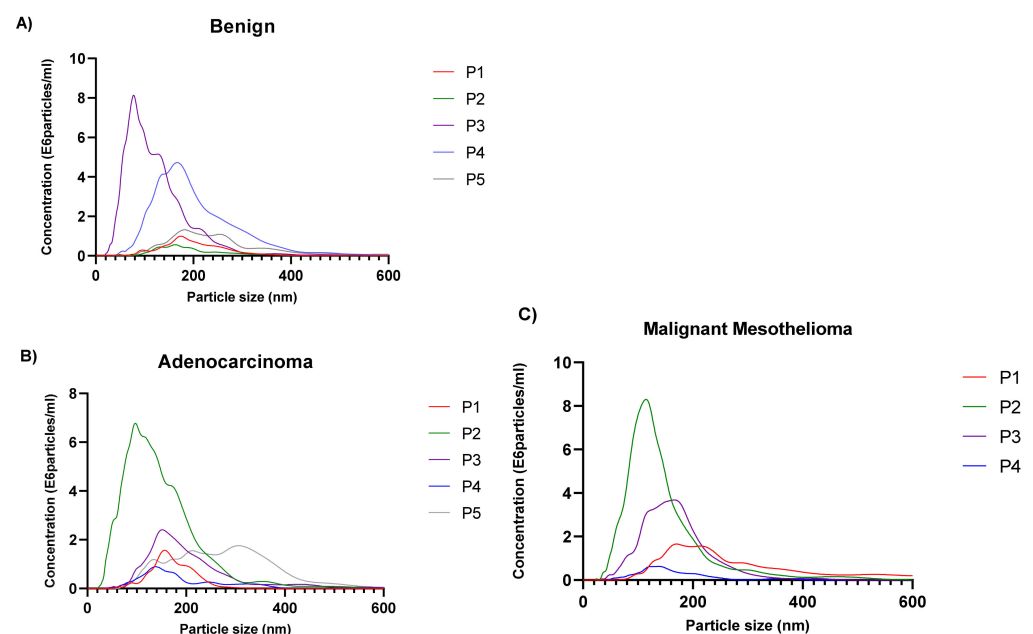 A)
Benign
Concentration (E6particles/ml)
10
8
6
4
2
0
0 200 400 600
Particle size (nm)
P1
P2
P3
P4
P5
B)
Adenocarcinoma
Concentration (E6particles/ml)
8
6
4
2
0
0 200 400 600
Particle size (nm)
P1
P2
P3
P4
P5
C)
Malignant Mesothelioma
Concentration (E6particles/ml)
10
8
6
4
2
0
0 200 400 600
Particle size (nm)
P1
P2
P3
P4